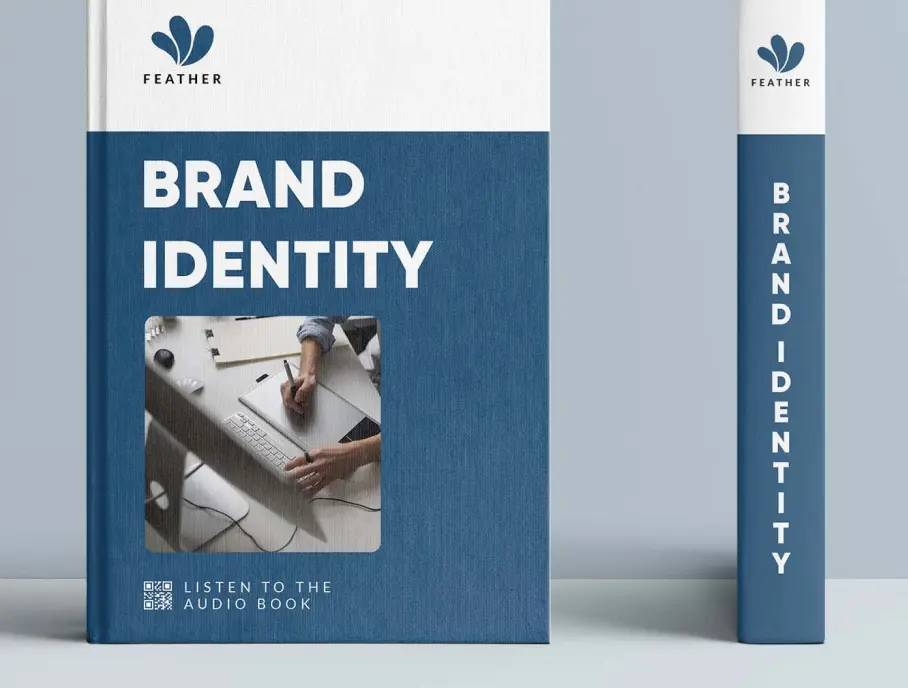 FEATHER
BRAND
IDENTITY
LISTEN TO THE
AUDIO BOOK
FEATHER
BRAND IDENTITY